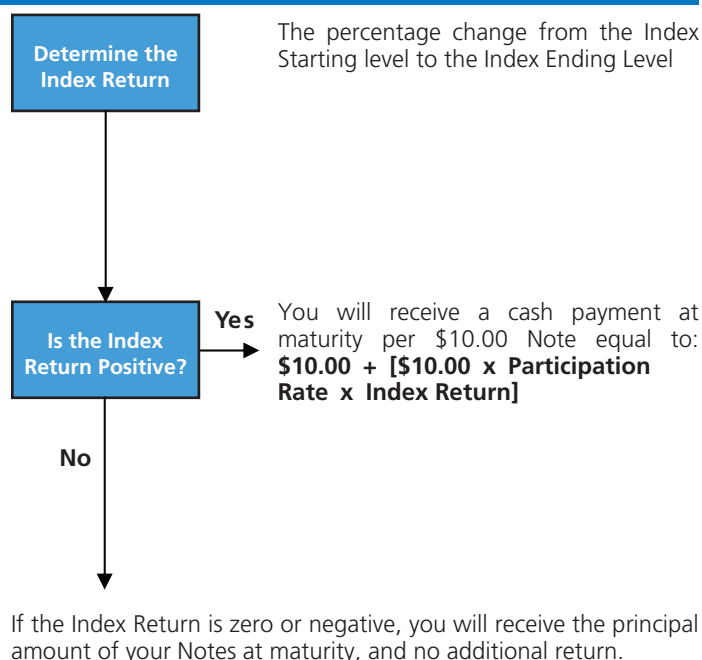 Determine the
Index Return
The percentage change from the Index
Starting level to the Index Ending Level
Is the Index
Return Positive?
Yes
You will receive a cash payment at
maturity per $10.00 Note equal to:
$10.00 + [$10.00 x Participation
Rate x Index Return]
No
If the Index Return is zero or negative, you will receive the principal
amount of your Notes at maturity, and no additional return.